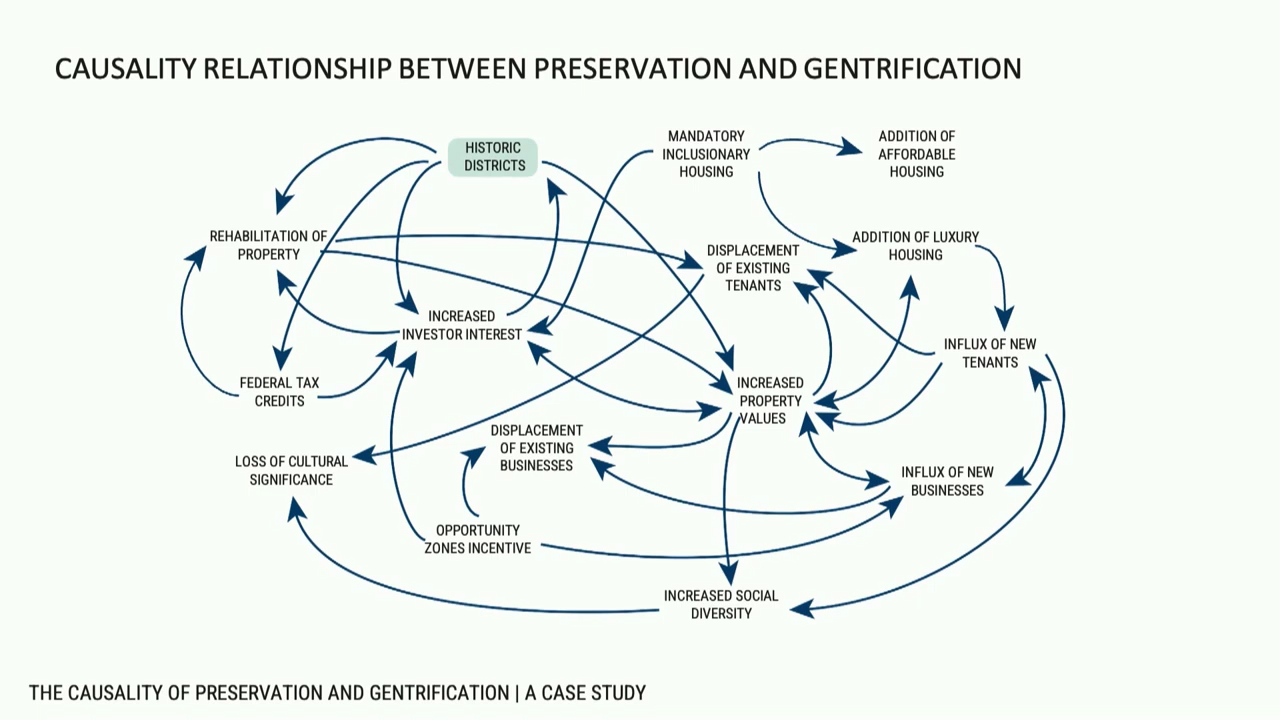 CAUSALITY RELATIONSHIP BETWEEN PRESERVATION AND GENTRIFICATION
HISTORIC
DISTRICTS
MANDATORY
INCLUSIONARY
HOUSING
ADDITION OF
AFFORDABLE
HOUSING
REHABILITATION OF
PROPERTY
DISPLACEMENT
OF EXISTING
TENANTS
ADDITION OF LUXURY
HOUSING
INCREASED
INVESTOR INTEREST
INFLUX OF NEW
TENANTS
FEDERAL TAX
CREDITS
INCREASED
PROPERTY
VALUES
DISPLACEMENT
OF EXISTING
BUSINESSES
LOSS OF CULTURAL
SIGNIFICANCE
INFLUX OF NEW
BUSINESSES
OPPORTUNITY
ZONES INCENTIVE
INCREASED SOCIAL
DIVERSITY
THE CAUSALITY OF PRESERVATION AND GENTRIFICATION | A CASE STUDY